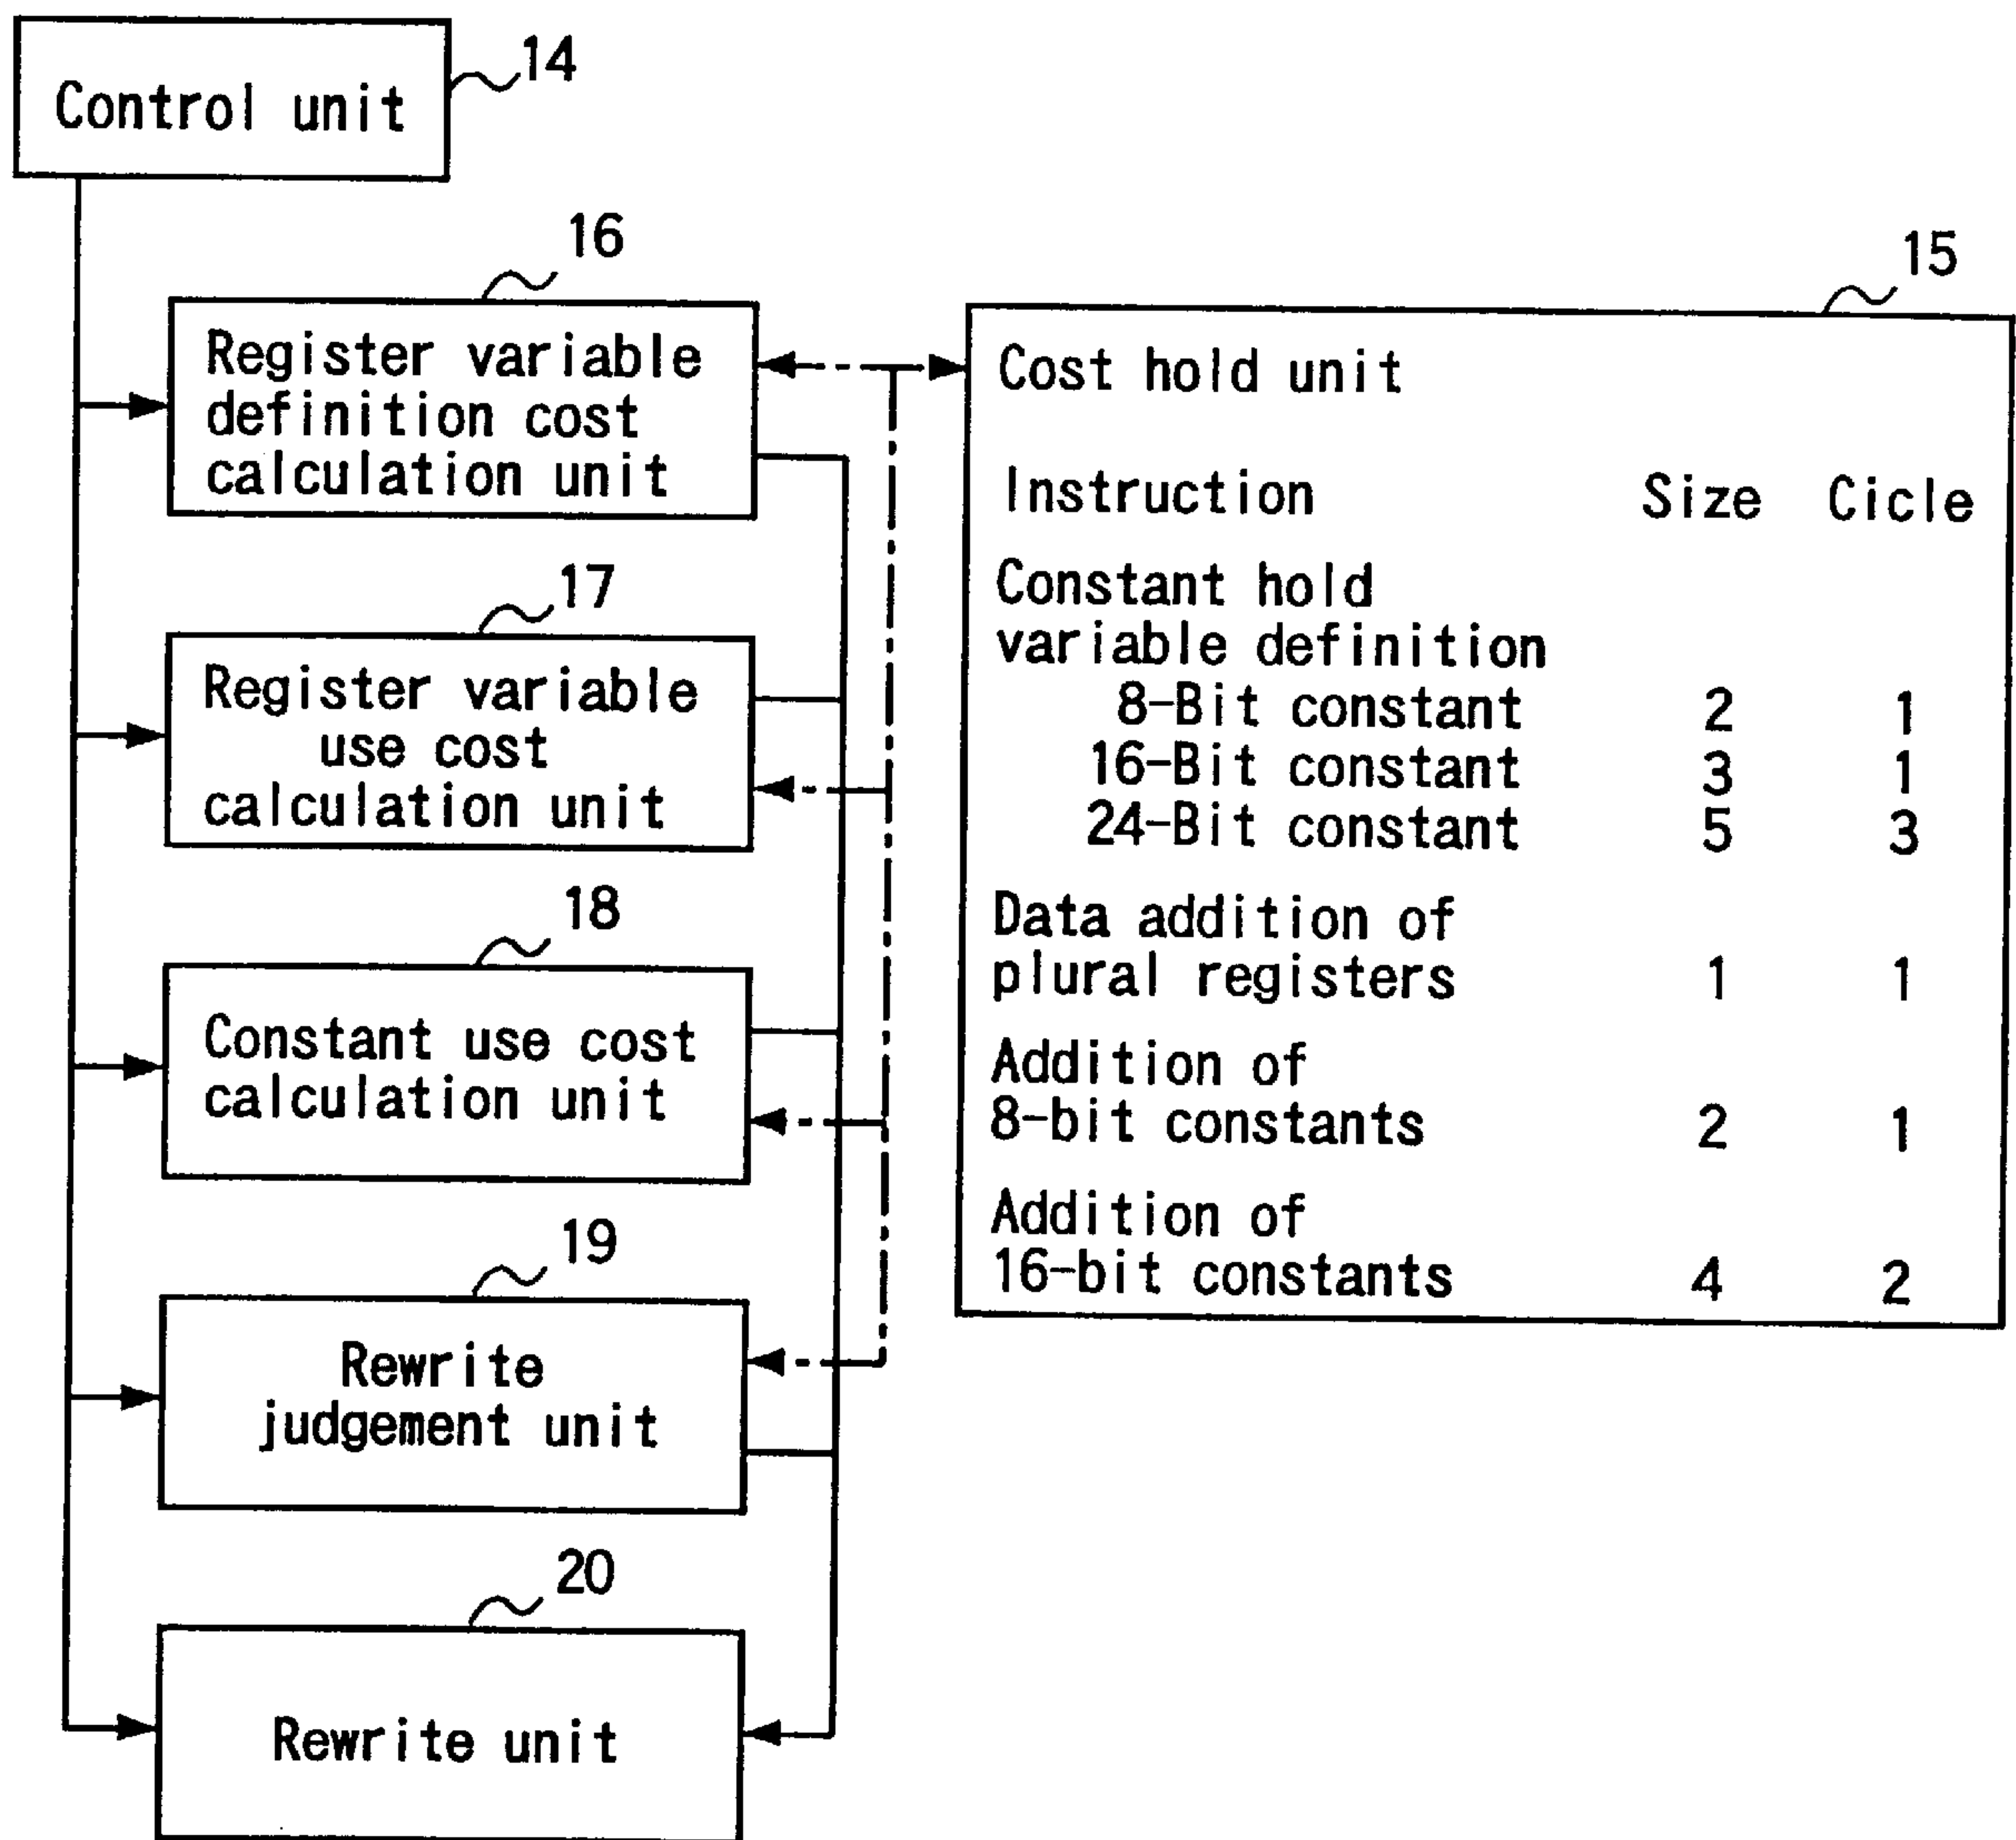 14
Control unit
16
Register variable
definition cost
calculation unit
17
Register variable
use cost
calculation unit
18
Constant use cost
calculation unit
19
Rewrite
judgement unit
20
Rewrite unit
15
Cost hold unit
Instruction Size Cicle
Constant hold
variable definition
8-Bit constant 2 1
16-Bit constant 3 1
24-Bit constant 5 3
Data addition of
plural registers 1 1
Addition of
8-bit constants 2 1
Addition of
16-bit constants 4 2